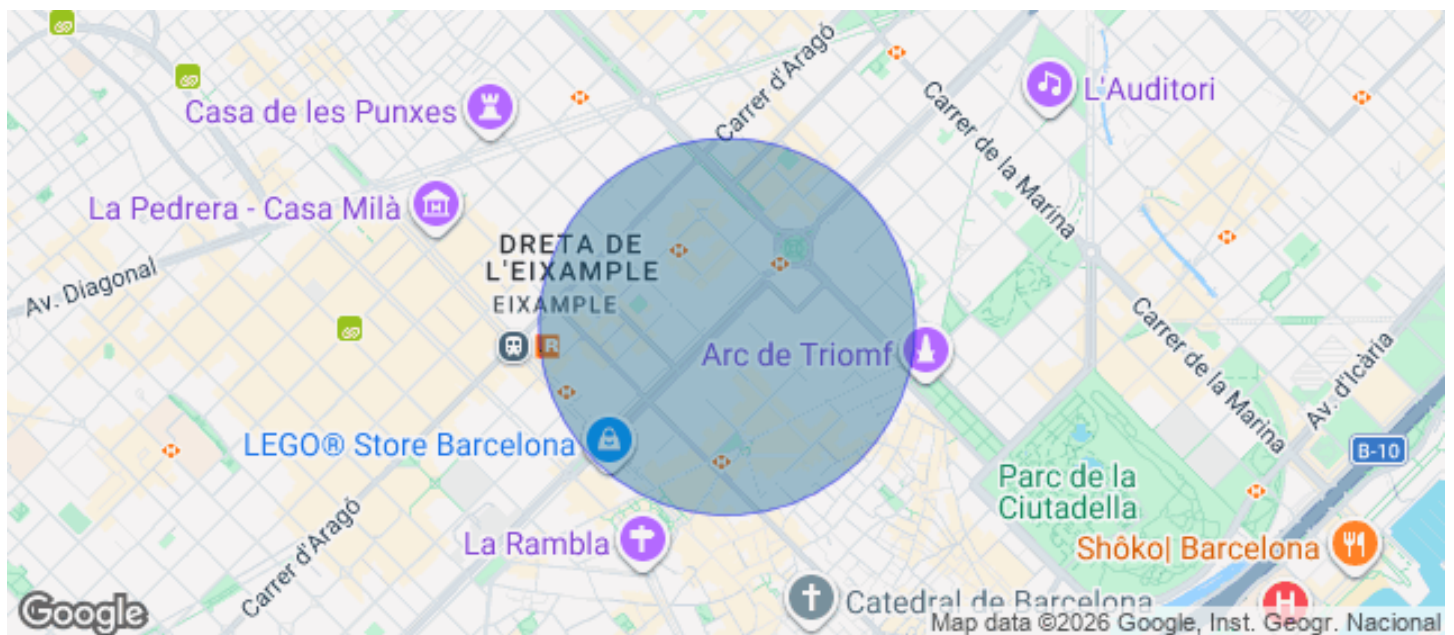 Carrer d'Aragó
L'Auditori
Casa de les Punxes
Carrer de la Marina
La Pedrera - Casa Milà
DRETA DE
L'EIXAMPLE
EIXAMPLE
Av. Diagonal
R
Arc de Triomf
Carrer de la Marina
Av. d'Icària
LEGO® Store Barcelona
B-10
Parc de la
Ciutadella
Carrer d'Aragó
La Rambla
Shôko| Barcelona
Catedral de Barcelona
H
Google
Map data ©2026 Google, Inst. Geogr. Nacional